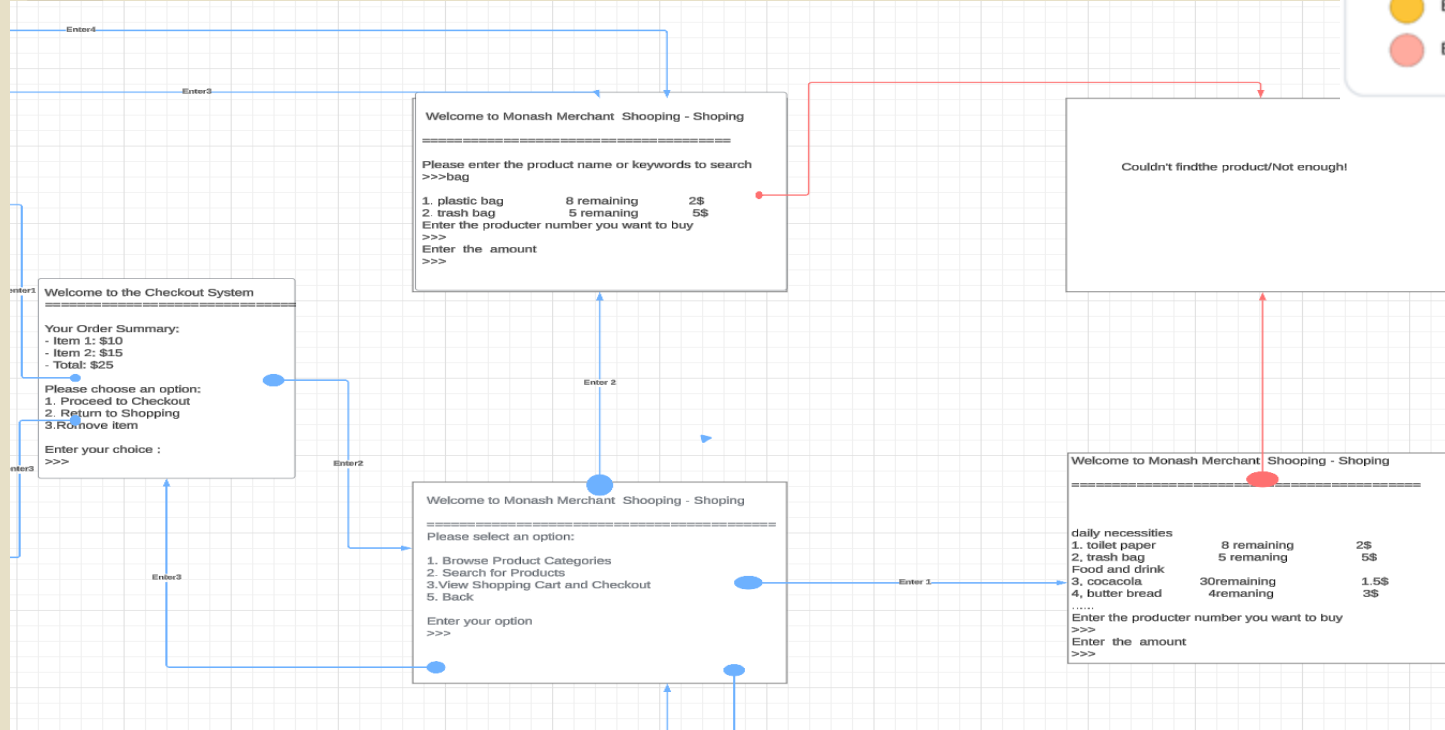 Enter4
Enter3
Welcome to Monash Merchant Shooping - Shoping
=====================================
Please enter the product name or keywords to search
>>>bag
1. plastic bag 8 remaining 2$
2. trash bag 5 remaning 5$
Enter the producter number you want to buy
>>>
Enter the amount
>>>
Couldn't findthe product/Not enough!
Welcome to the Checkout System
===============================
Your Order Summary:
- Item 1: $10
- Item 2: $15
- Total: $25
Please choose an option:
1. Proceed to Checkout
2. Return to Shopping
3.Romove item
Enter your choice :
>>>
Enter 2
Enter2
Enter3
Welcome to Monash Merchant Shooping - Shoping
==========================================
Please select an option:
1. Browse Product Categories
2. Search for Products
3.View Shopping Cart and Checkout
5. Back
Enter your option
>>>
Enter 1
Welcome to Monash Merchant Shooping - Shoping
==========================================
daily necessities
1. toilet paper 8 remaining 2$
2, trash bag 5 remaning 5$
Food and drink
3, cocacola 30remaining 1.5$
4, butter bread 4remaning 3$
......
Enter the producter number you want to buy
>>>
Enter the amount
>>>